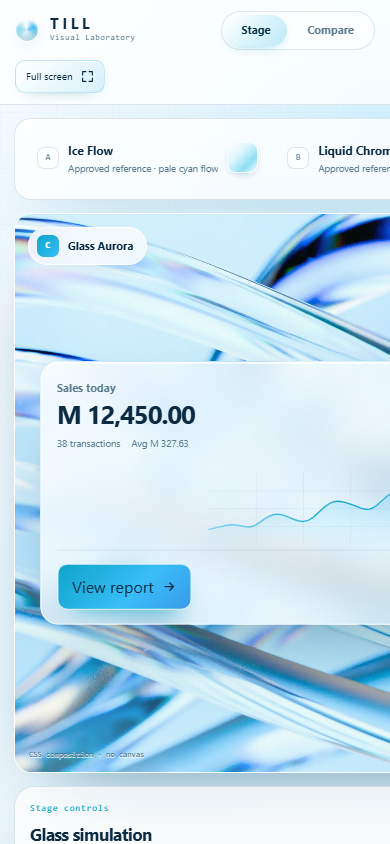 TILL
Visual Laboratory
Stage
Compare
Full screen
A
Ice Flow
Approved reference · pale cyan flow
B
Liquid Chrom
Approved referen
C
Glass Aurora
Sales today
M 12,450.00
38 transactions
Avg M 327.63
View report →
CSS composition · no canvas
Stage controls
Glass simulation